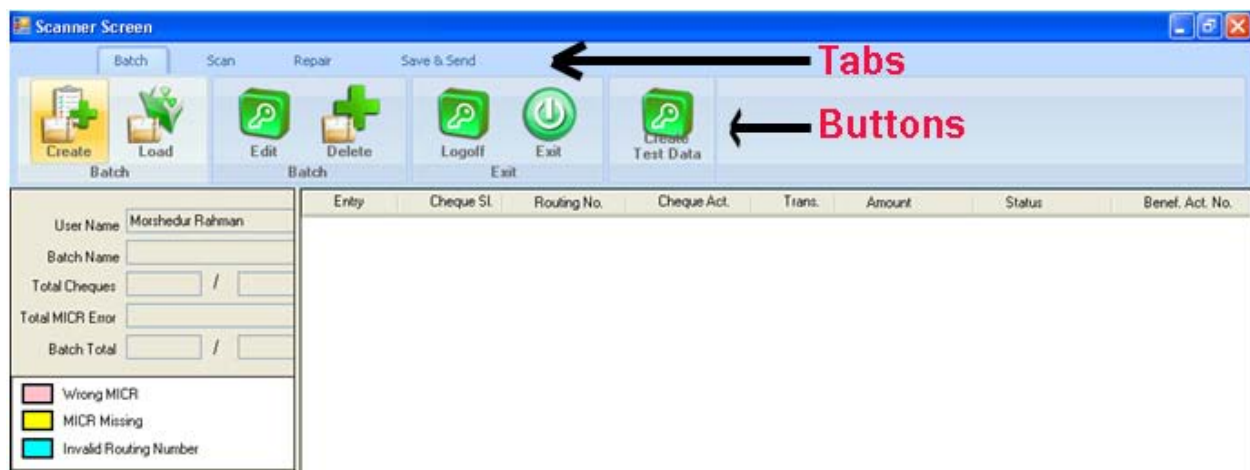 Scanner Screen
Batch Scan Repair Save & Send Tabs
Create Load Edit Delete Logoff Exit Create Test Data Buttons
Batch Batch Exit
Entry Cheque Sl. Routing No. Cheque Act. Trans. Amount Status Benef. Act. No.
User Name Morshedur Rahman
Batch Name
Total Cheques /
Total MICR Error
Batch Total /
Wrong MICR
MICR Missing
Invalid Routing Number